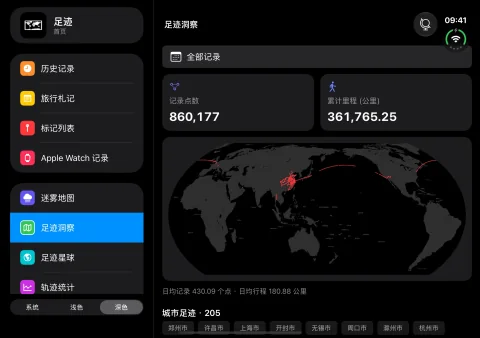 足迹
首页
历史记录
旅行札记
标记列表
Apple Watch 记录
迷雾地图
足迹洞察
足迹星球
轨迹统计
系统
浅色
深色
足迹洞察
09:41
全部记录
记录点数
860,177
累计里程 (公里)
361,765.25
日均记录 430.09 个点 · 日均行程 180.88 公里
城市足迹 · 205
郑州市
许昌市
上海市
开封市
无锡市
周口市
滁州市
杭州市